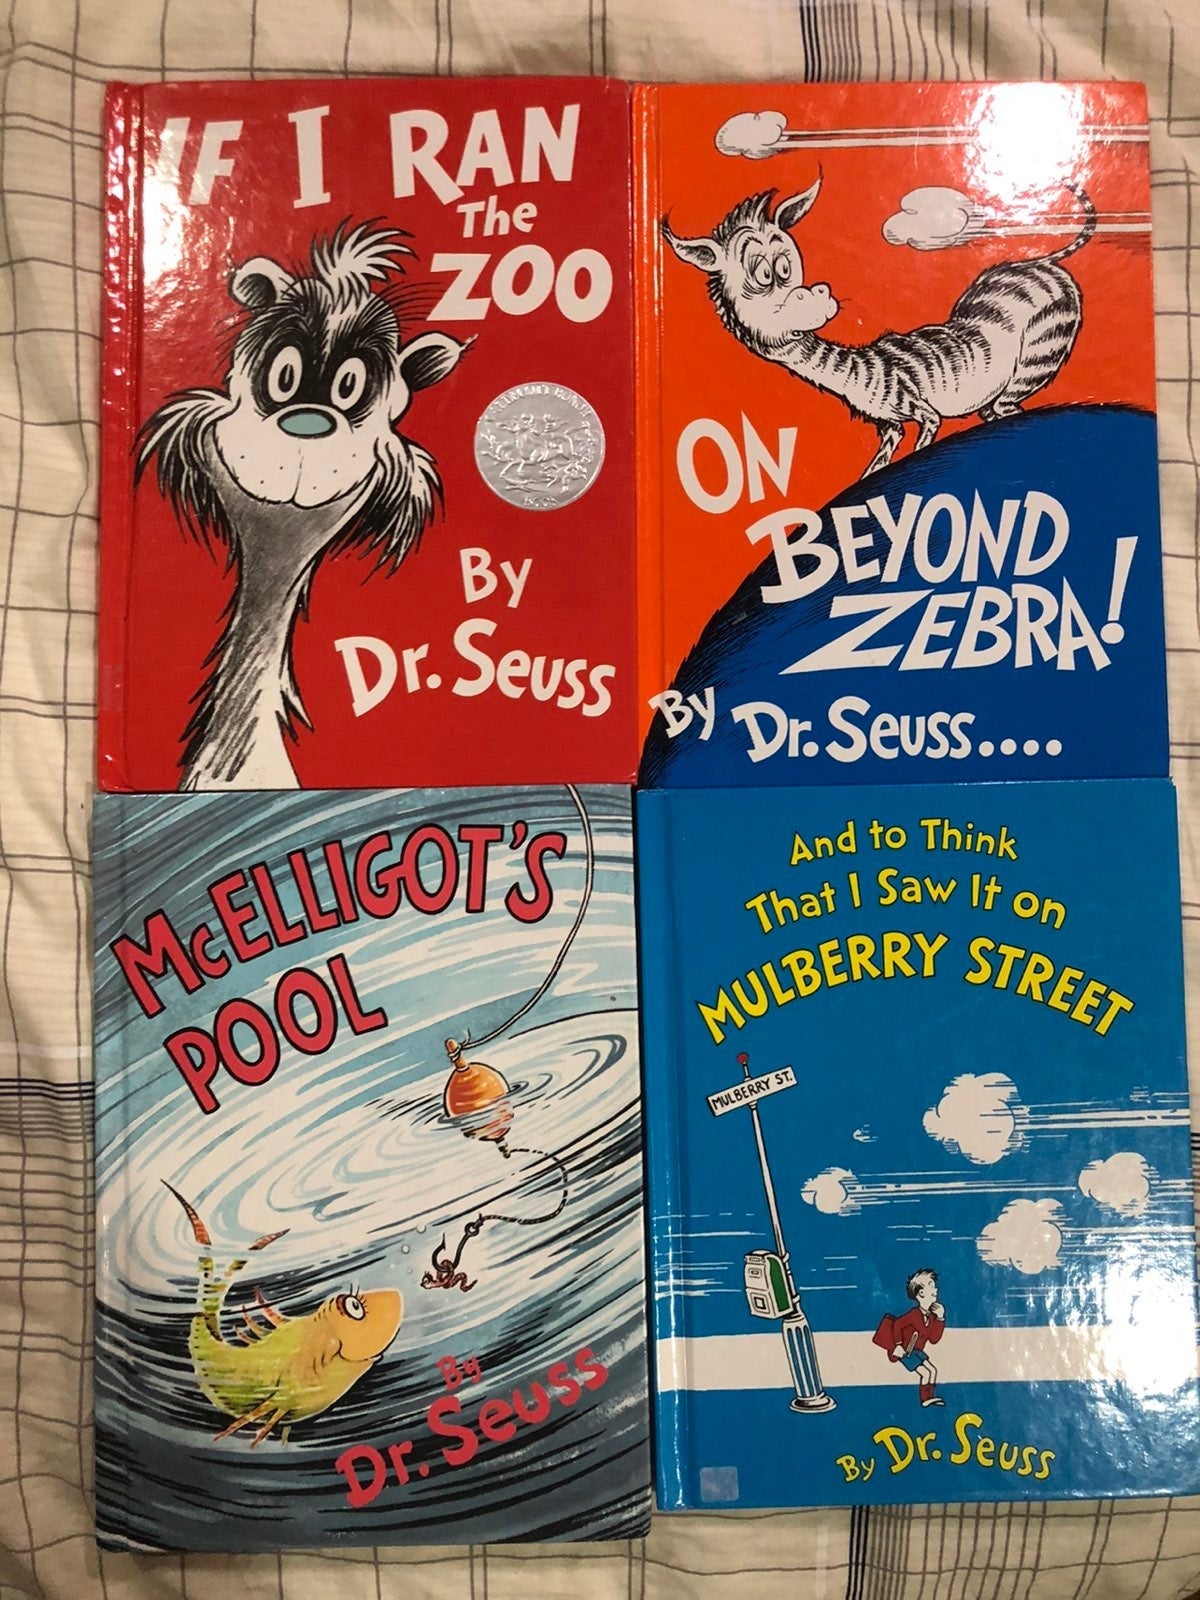 IF I RAN
The
ZOO
BOOK
By
Dr. Seuss
ON
BEYOND
ZEBRA!
By Dr. Seuss....
McELLIGOT'S
POOL
By
Dr. Seuss
And to Think
That I Saw It on
MULBERRY STREET
MULBERRY ST.
By Dr. Seuss